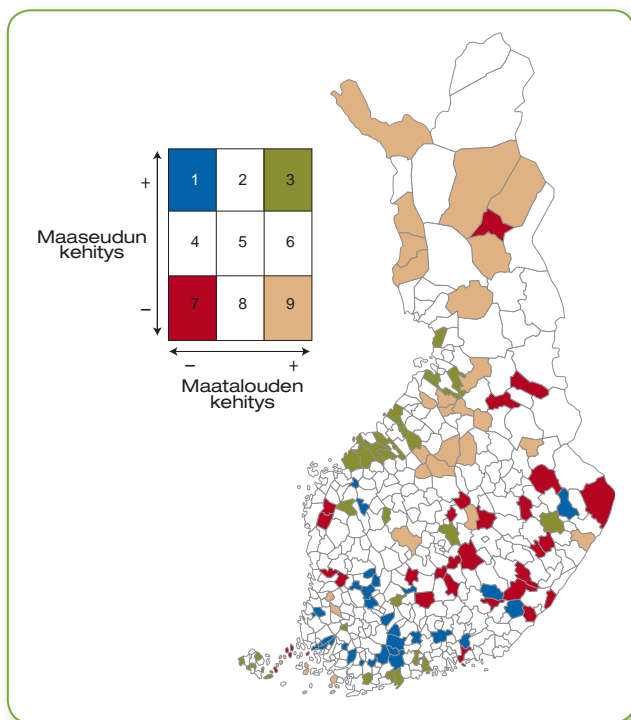 +
1 2 3
Maaseudun
kehitys
4 5 6
–
7 8 9
– +
Maatalouden
kehitys